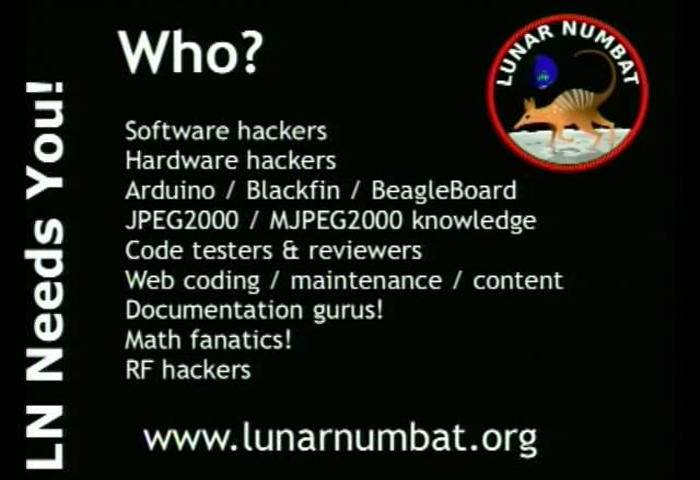 Who?
LUNAR NUMBAT
LN Needs You!
Software hackers
Hardware hackers
Arduino / Blackfin / BeagleBoard
JPEG2000 / MJPEG2000 knowledge
Code testers & reviewers
Web coding / maintenance / content
Documentation gurus!
Math fanatics!
RF hackers
www.lunarnumbat.org